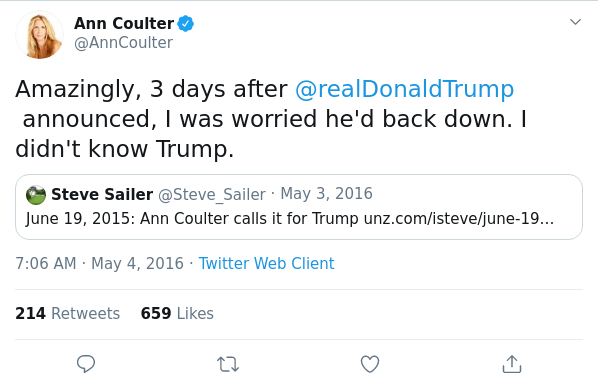 Ann Coulter
@AnnCoulter
Amazingly, 3 days after @realDonaldTrump
announced, I was worried he'd back down. I
didn't know Trump.
Steve Sailer @Steve_Sailer · May 3, 2016
June 19, 2015: Ann Coulter calls it for Trump unz.com/isteve/june-19...
7:06 AM · May 4, 2016 · Twitter Web Client
214 Retweets 659 Likes